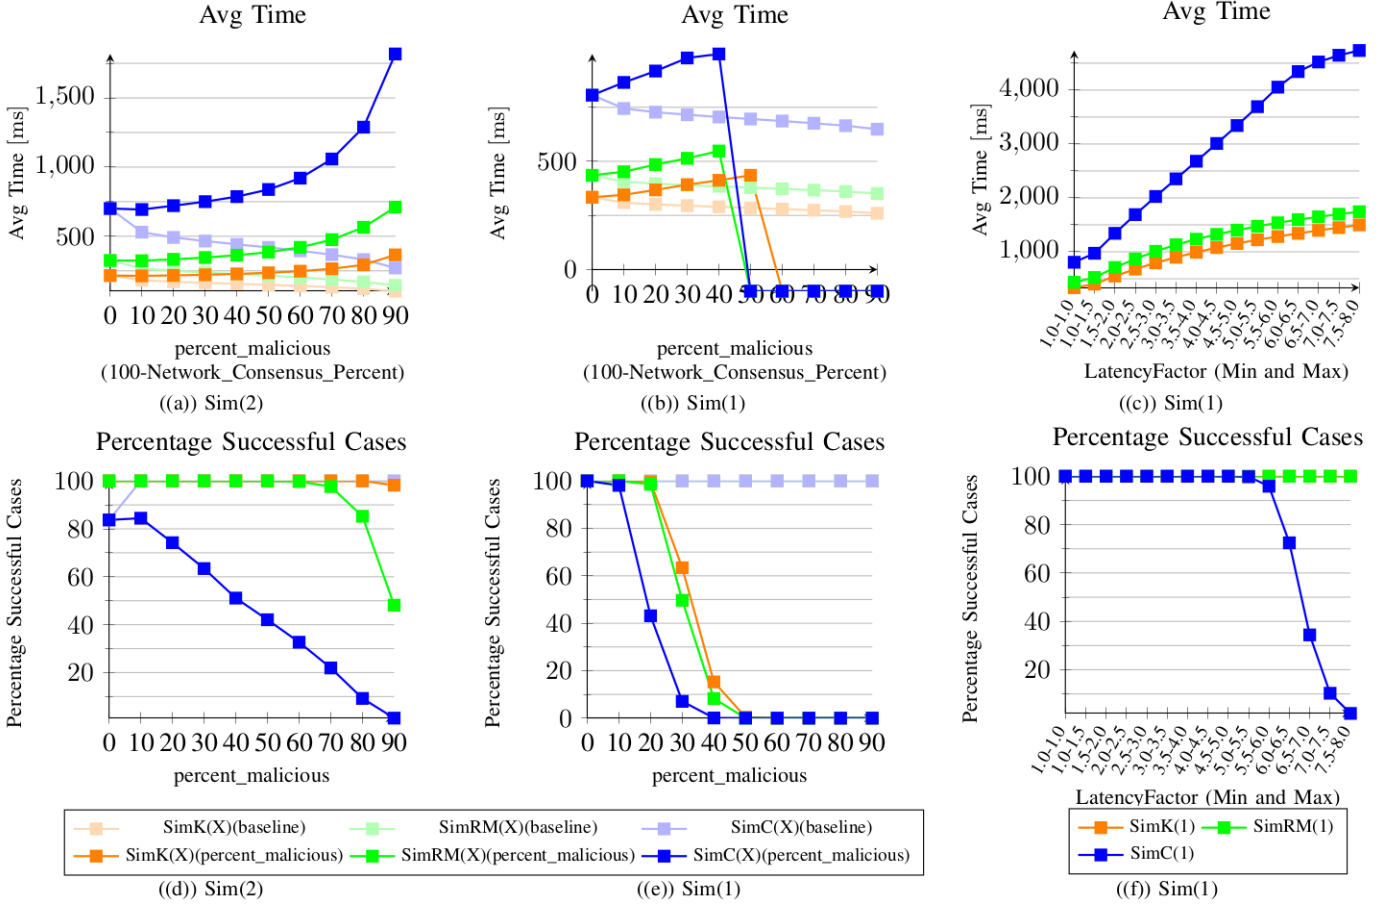 Avg Time
Avg Time [ms]
1,500
1,000
500
0 10 20 30 40 50 60 70 80 90
percent_malicious
(100-Network_Consensus_Percent)
((a)) Sim(2)
Avg Time
Avg Time [ms]
500
0
0 10 20 30 40 50 60 70 80 90
percent_malicious
(100-Network_Consensus_Percent)
((b)) Sim(1)
Avg Time
Avg Time [ms]
4,000
3,000
2,000
1,000
1.0-1.0
1.0-1.5
1.5-2.0
2.0-2.5
2.5-3.0
3.0-3.5
3.5-4.0
4.0-4.5
4.5-5.0
5.0-5.5
5.5-6.0
6.0-6.5
6.5-7.0
7.0-7.5
7.5-8.0
LatencyFactor (Min and Max)
((c)) Sim(1)
Percentage Successful Cases
Percentage Successful Cases
100
80
60
40
20
0 10 20 30 40 50 60 70 80 90
percent_malicious
Percentage Successful Cases
Percentage Successful Cases
100
80
60
40
20
0
0 10 20 30 40 50 60 70 80 90
percent_malicious
Percentage Successful Cases
Percentage Successful Cases
100
80
60
40
20
1.0-1.0
1.0-1.5
1.5-2.0
2.0-2.5
2.5-3.0
3.0-3.5
3.5-4.0
4.0-4.5
4.5-5.0
5.0-5.5
5.5-6.0
6.0-6.5
6.5-7.0
7.0-7.5
7.5-8.0
LatencyFactor (Min and Max)
SimK(X)(baseline) SimRM(X)(baseline) SimC(X)(baseline)
SimK(X)(percent_malicious) SimRM(X)(percent_malicious) SimC(X)(percent_malicious)
SimK(1) SimRM(1)
SimC(1)
((d)) Sim(2)
((e)) Sim(1)
((f)) Sim(1)